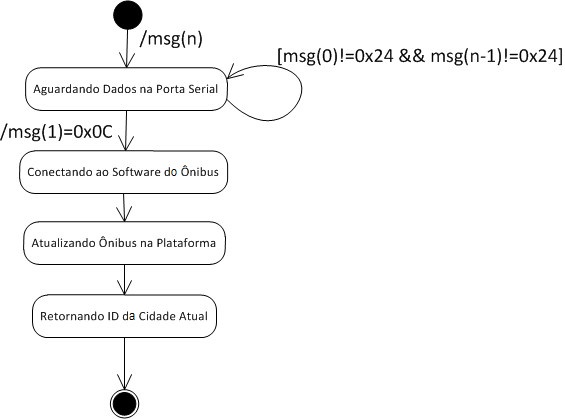 /msg(n)
[msg(0)!=0x24 && msg(n-1)!=0x24]
Aguardando Dados na Porta Serial
/msg(1)=0x0C
Conectando ao Software do Ônibus
Atualizando Ônibus na Plataforma
Retornando ID da Cidade Atual